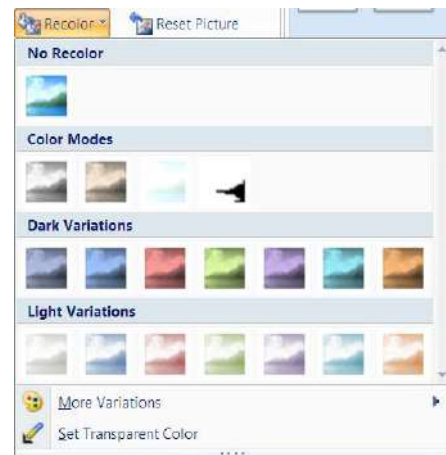 Recolor Reset Picture
No Recolor
Color Modes
Dark Variations
Light Variations
More Variations
Set Transparent Color